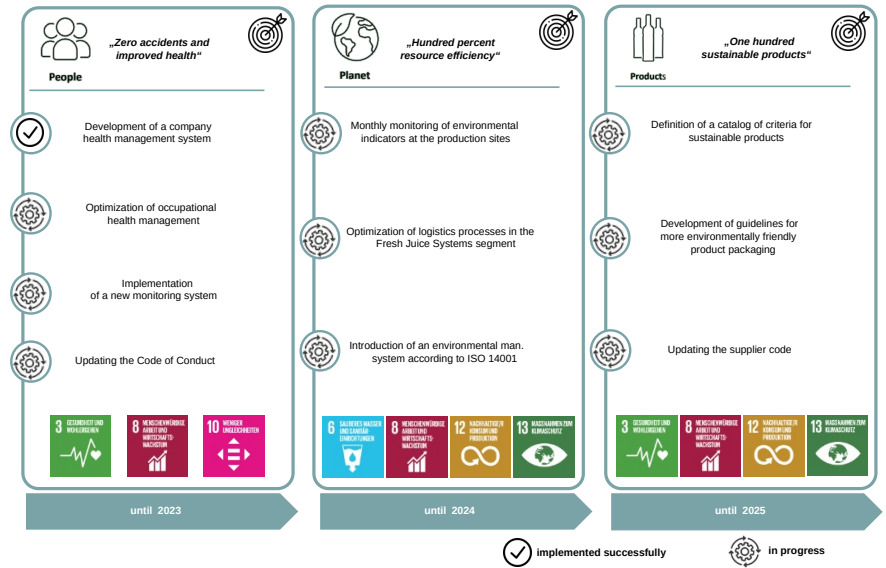 „Zero accidents and
improved health“
People
Development of a company
health management system
Optimization of occupational
health management
Implementation
of a new monitoring system
Updating the Code of Conduct
3 GESUNDHEIT UND
WOHLERGEHEN
8 MENSCHENWÜRDIGE
ARBEIT UND
WIRTSCHAFTS-
WACHSTUM
10 WENIGER
UNGLEICHHEITEN
until 2023
„Hundred percent
resource efficiency“
Planet
Monthly monitoring of environmental
indicators at the production sites
Optimization of logistics processes in the
Fresh Juice Systems segment
Introduction of an environmental man.
system according to ISO 14001
6 SAUBERES WASSER
UND SANITÄR-
EINRICHTUNGEN
8 MENSCHENWÜRDIGE
ARBEIT UND
WIRTSCHAFTS-
WACHSTUM
12 NACHHALTIGE/R
KONSUM UND
PRODUKTION
13 MASSNAHMEN ZUM
KLIMASCHUTZ
until 2024
„One hundred
sustainable products“
Products
Definition of a catalog of criteria for
sustainable products
Development of guidelines for
more environmentally friendly
product packaging
Updating the supplier code
3 GESUNDHEIT UND
WOHLERGEHEN
8 MENSCHENWÜRDIGE
ARBEIT UND
WIRTSCHAFTS-
WACHSTUM
12 NACHHALTIGE/R
KONSUM UND
PRODUKTION
13 MASSNAHMEN ZUM
KLIMASCHUTZ
until 2025
implemented successfully
in progress